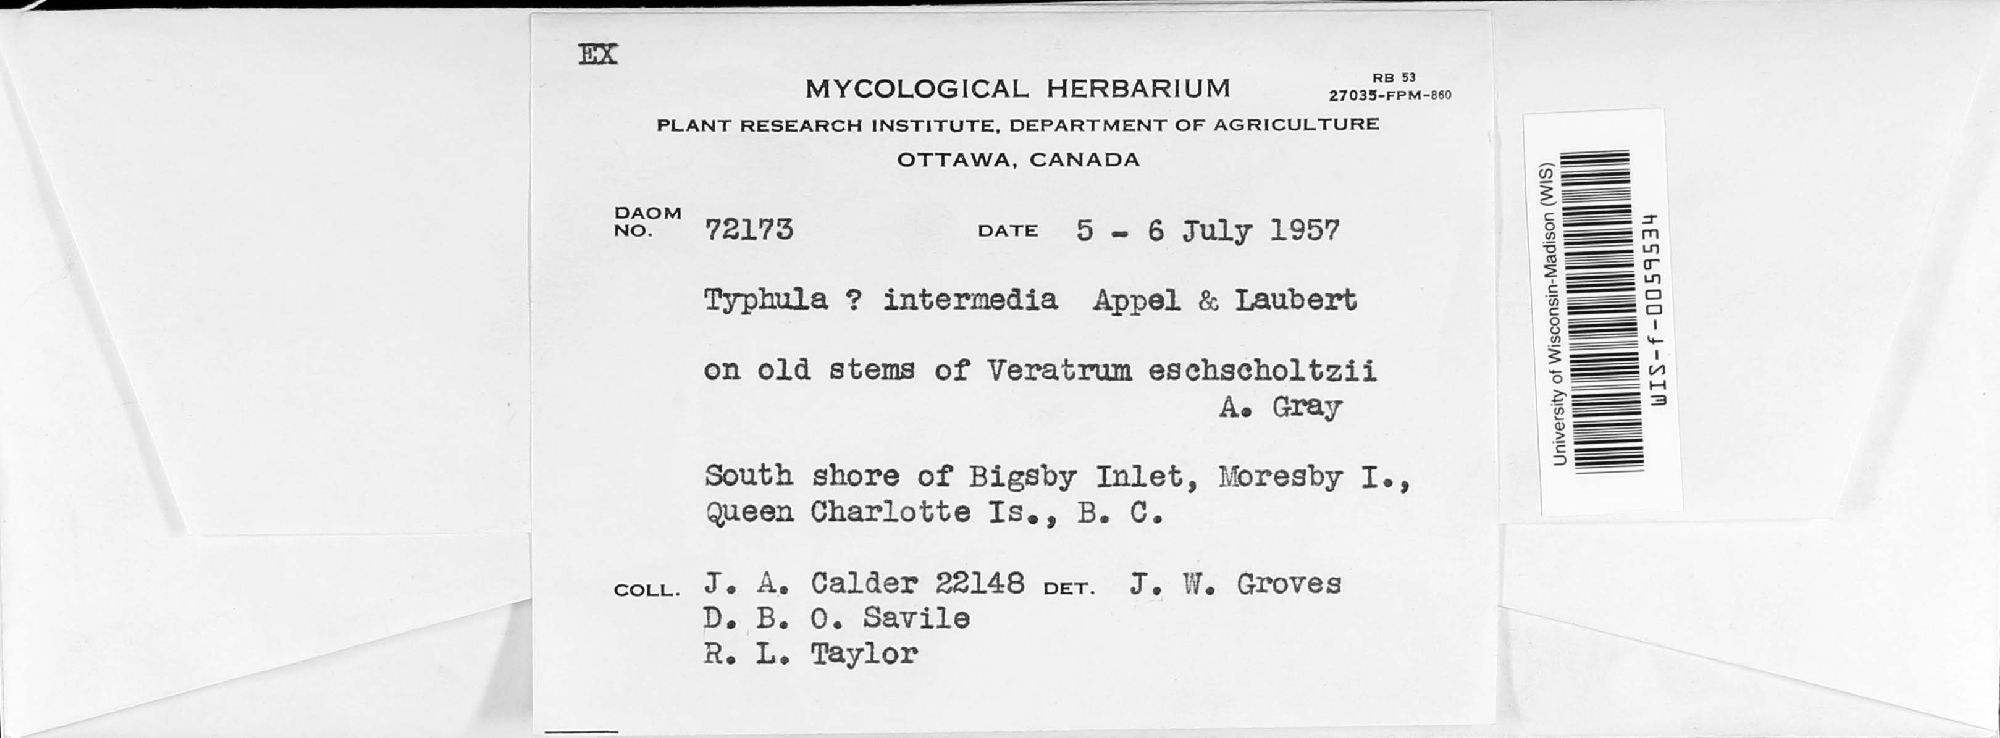 EX
MYCOLOGICAL HERBARIUM
RB 53
27035-FPM-860
PLANT RESEARCH INSTITUTE, DEPARTMENT OF AGRICULTURE
OTTAWA, CANADA
DAOM
NO. 72173 DATE 5 - 6 July 1957
Typhula ? intermedia Appel & Laubert
on old stems of Veratrum eschscholtzii
A. Gray
South shore of Bigsby Inlet, Moresby I.,
Queen Charlotte Is., B. C.
COLL. J. A. Calder 22148 DET. J. W. Groves
D. B. O. Savile
R. L. Taylor
University of Wisconsin-Madison (WIS)
WIS-f-0059534